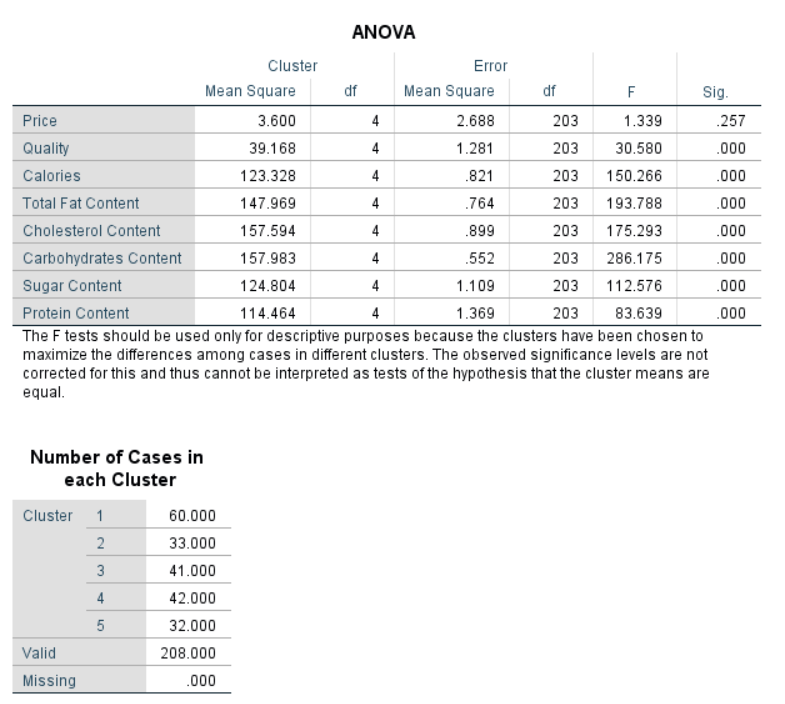 ANOVA
Cluster Error
Mean Square df Mean Square df F Sig.
Price 3.600 4 2.688 203 1.339 .257
Quality 39.168 4 1.281 203 30.580 .000
Calories 123.328 4 .821 203 150.266 .000
Total Fat Content 147.969 4 .764 203 193.788 .000
Cholesterol Content 157.594 4 .899 203 175.293 .000
Carbohydrates Content 157.983 4 .552 203 286.175 .000
Sugar Content 124.804 4 1.109 203 112.576 .000
Protein Content 114.464 4 1.369 203 83.639 .000
The F tests should be used only for descriptive purposes because the clusters have been chosen to
maximize the differences among cases in different clusters. The observed significance levels are not
corrected for this and thus cannot be interpreted as tests of the hypothesis that the cluster means are
equal.
Number of Cases in
each Cluster
Cluster 1 60.000
2 33.000
3 41.000
4 42.000
5 32.000
Valid 208.000
Missing .000